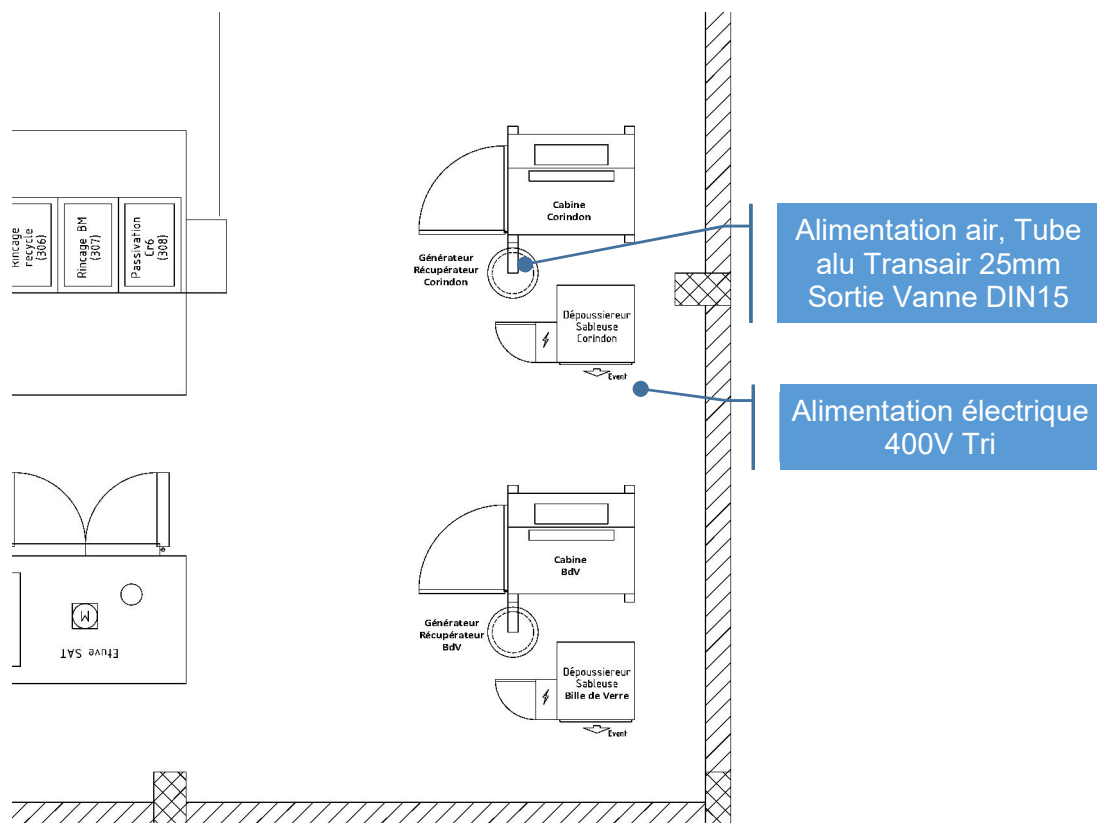 Rincage
recycle
(306)
Rincage BM
(307)
Passivation
Cr6
(308)
Cabine
Corindon
Générateur
Récupérateur
Corindon
Dépoussiereur
Sableuse
Corindon
Event
Alimentation air, Tube
alu Transair 25mm
Sortie Vanne DIN15
Alimentation électrique
400V Tri
Cabine
BdV
Générateur
Récupérateur
BdV
Dépoussiereur
Sableuse
Bille de Verre
Event
M
Etuve SAT